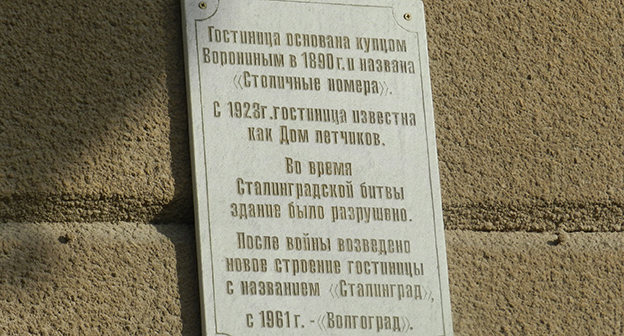 Гостиница основана купцом
Ворониным в 1890г. и названа
«Столичные номера».
С 1923г. гостиница известна
как Дом летчиков.
Во время
Сталинградской битвы
здание было разрушено.
После войны возведено
новое строение гостиницы
с названием «Сталинград»,
с 1961г. - «Волгоград».